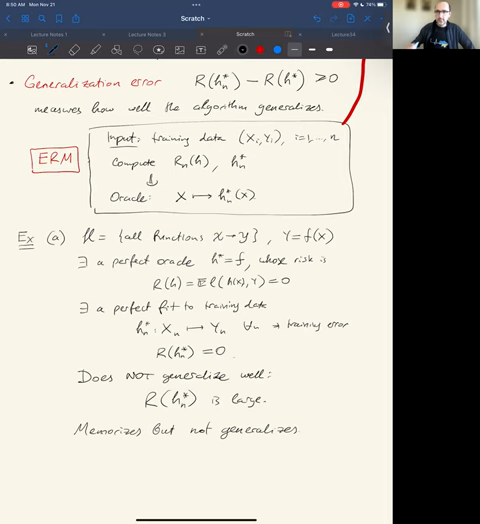 8:50 AM Mon Nov 21
74%
Scratch
Lecture Notes 1
Lecture Notes 3
Scratch
Lecture34
• Generalization error R(h*n) − R(h*) ≥ 0
measures how well the algorithm generalizes.
ERM
Input: training data (Xi, Yi), i=1,...,n
Compute Rn(h), h*n
⇓
Oracle: X ⟼ h*n(x)
Ex (a) H = {all functions X→Y}, Y=f(X)
∃ a perfect oracle h*=f, whose risk is
R(h) = E ℓ(h(X), Y) = 0
∃ a perfect fit to training data
h*n: Xn ⟼ Yn ∀n ⇒ training error
R(h*n) = 0.
Does NOT generalize well:
R(h*n) is large.
Memorizes but not generalizes.